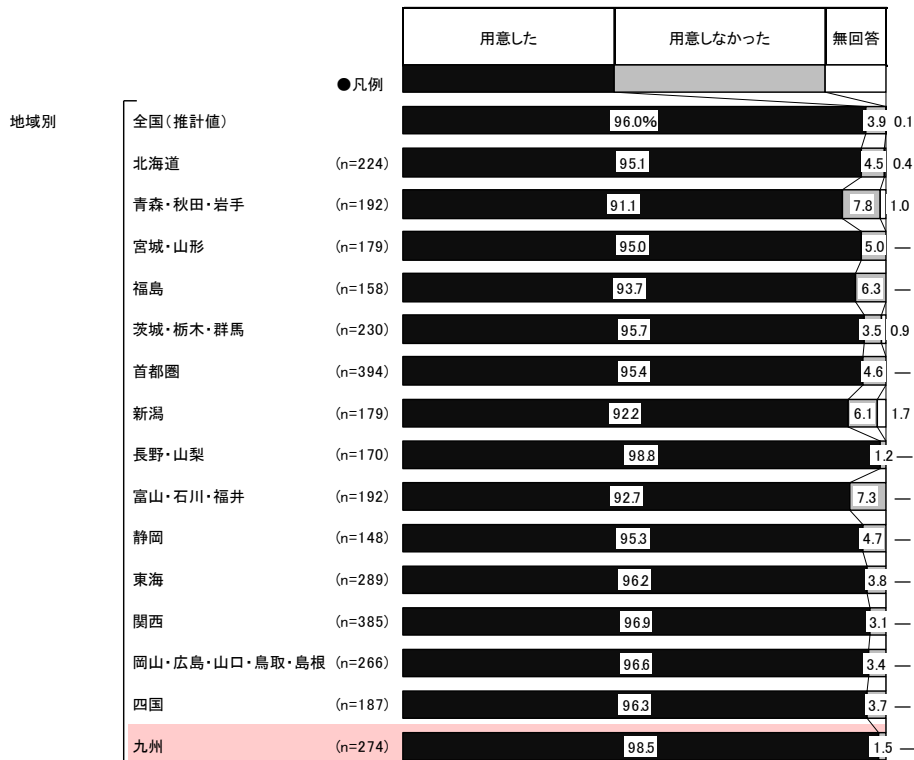 用意した 用意しなかった 無回答
●凡例
地域別 全国(推計値) 96.0% 3.9 0.1
北海道 (n=224) 95.1 4.5 0.4
青森・秋田・岩手 (n=192) 91.1 7.8 1.0
宮城・山形 (n=179) 95.0 5.0 —
福島 (n=158) 93.7 6.3 —
茨城・栃木・群馬 (n=230) 95.7 3.5 0.9
首都圏 (n=394) 95.4 4.6 —
新潟 (n=179) 92.2 6.1 1.7
長野・山梨 (n=170) 98.8 1.2 —
富山・石川・福井 (n=192) 92.7 7.3 —
静岡 (n=148) 95.3 4.7 —
東海 (n=289) 96.2 3.8 —
関西 (n=385) 96.9 3.1 —
岡山・広島・山口・鳥取・島根 (n=266) 96.6 3.4 —
四国 (n=187) 96.3 3.7 —
九州 (n=274) 98.5 1.5 —